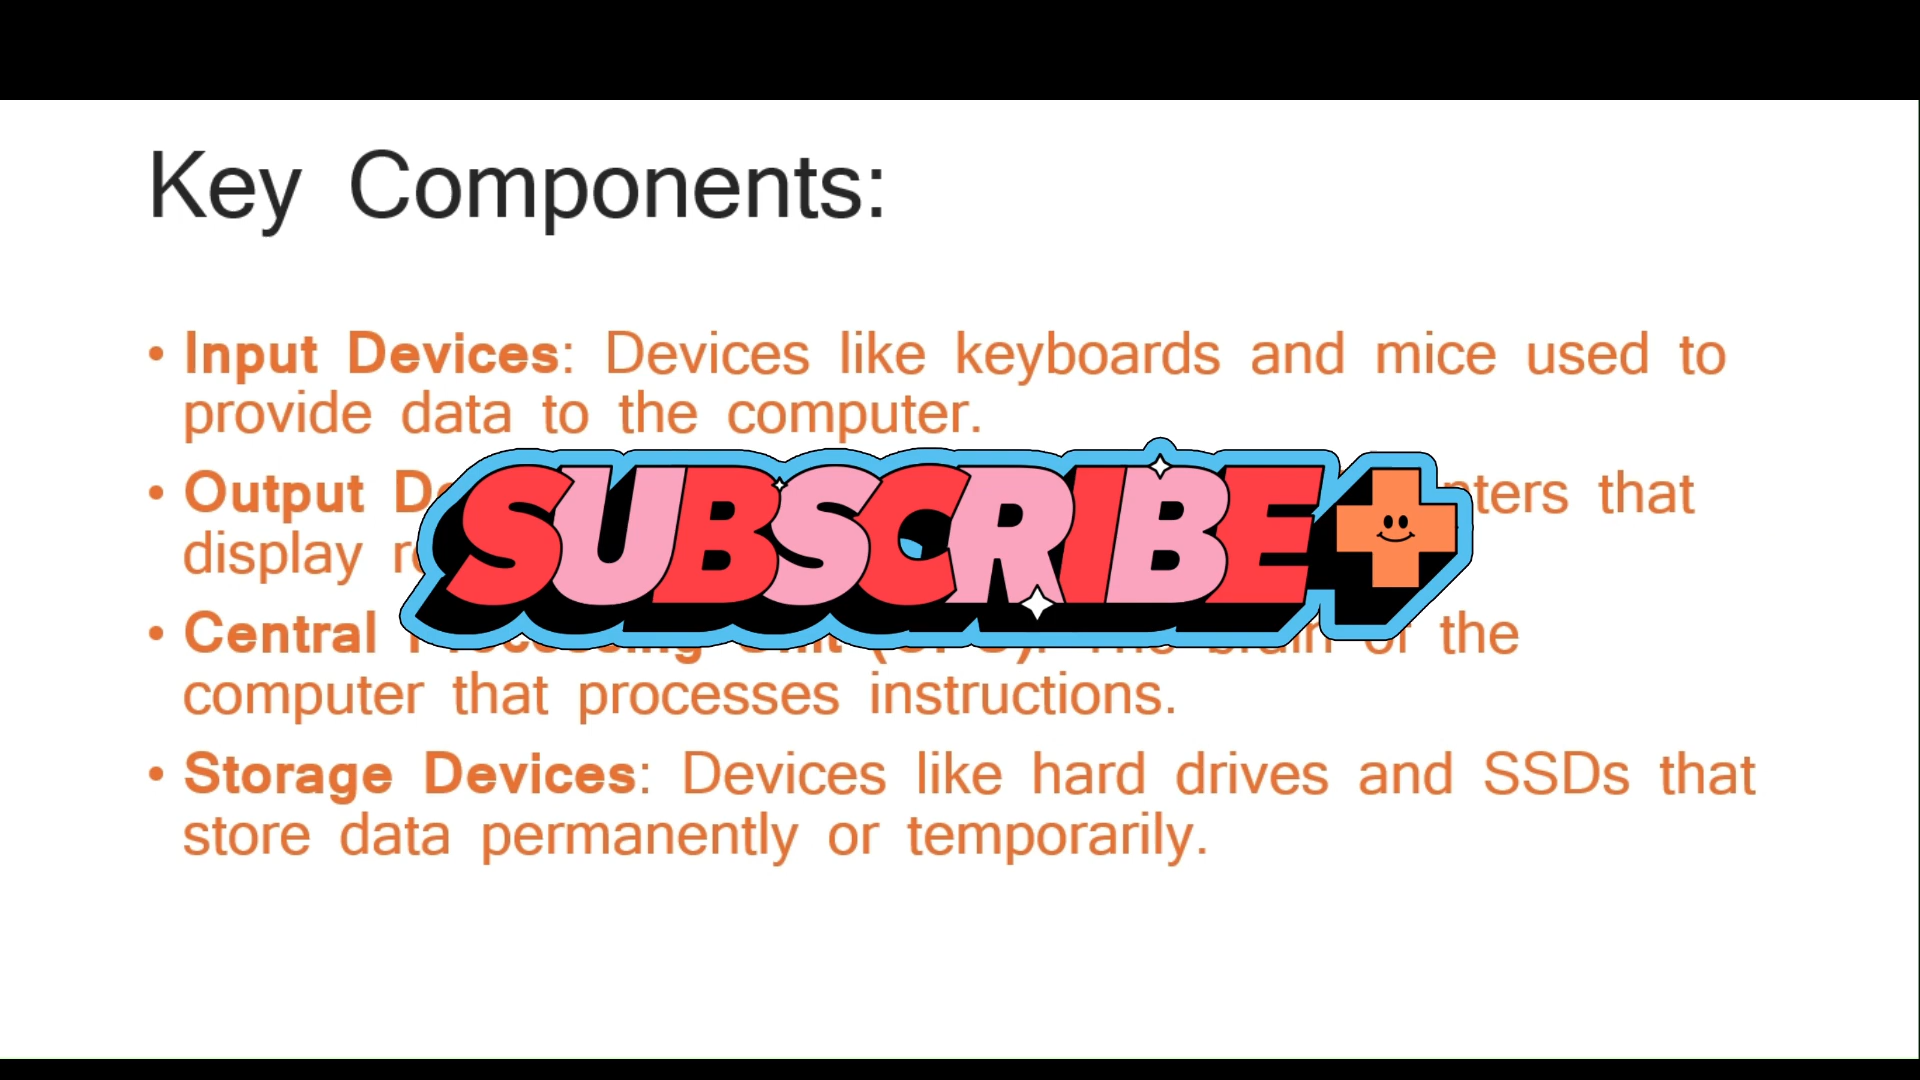 Key Components:
• Input Devices: Devices like keyboards and mice used to
provide data to the computer.
• Output that
display
SUBSCRIBE
• Central the
computer that processes instructions.
• Storage Devices: Devices like hard drives and SSDs that
store data permanently or temporarily.